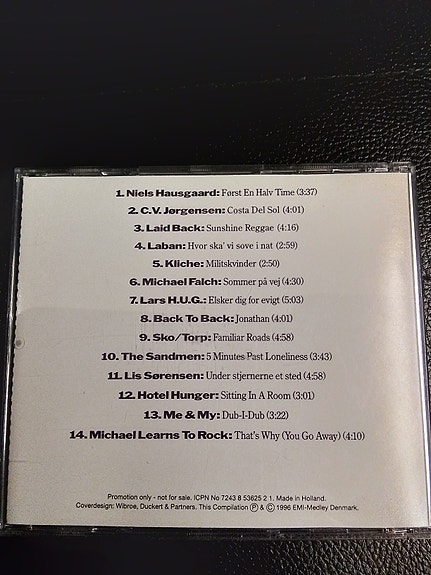 1. Niels Hausgaard: Først En Halv Time (3:37)
2. C.V. Jørgensen: Costa Del Sol (4:01)
3. Laid Back: Sunshine Reggae (4:16)
4. Laban: Hvor ska' vi sove i nat (2:59)
5. Kliche: Militskvinder (2:50)
6. Michael Falch: Sommer på vej (4:30)
7. Lars H.U.G.: Elsker dig for evigt (5:03)
8. Back To Back: Jonathan (4:01)
9. Sko/Torp: Familiar Roads (4:58)
10. The Sandmen: 5 Minutes Past Loneliness (3:43)
11. Lis Sørensen: Under stjernerne et sted (4:58)
12. Hotel Hunger: Sitting In A Room (3:01)
13. Me & My: Dub-I-Dub (3:22)
14. Michael Learns To Rock: That's Why (You Go Away) (4:10)
Promotion only - not for sale. ICPN No 7243 8 53625 2 1. Made in Holland.
Coverdesign: Wibroe, Duckert & Partners. This Compilation Ⓟ & © 1996 EMI-Medley Denmark.